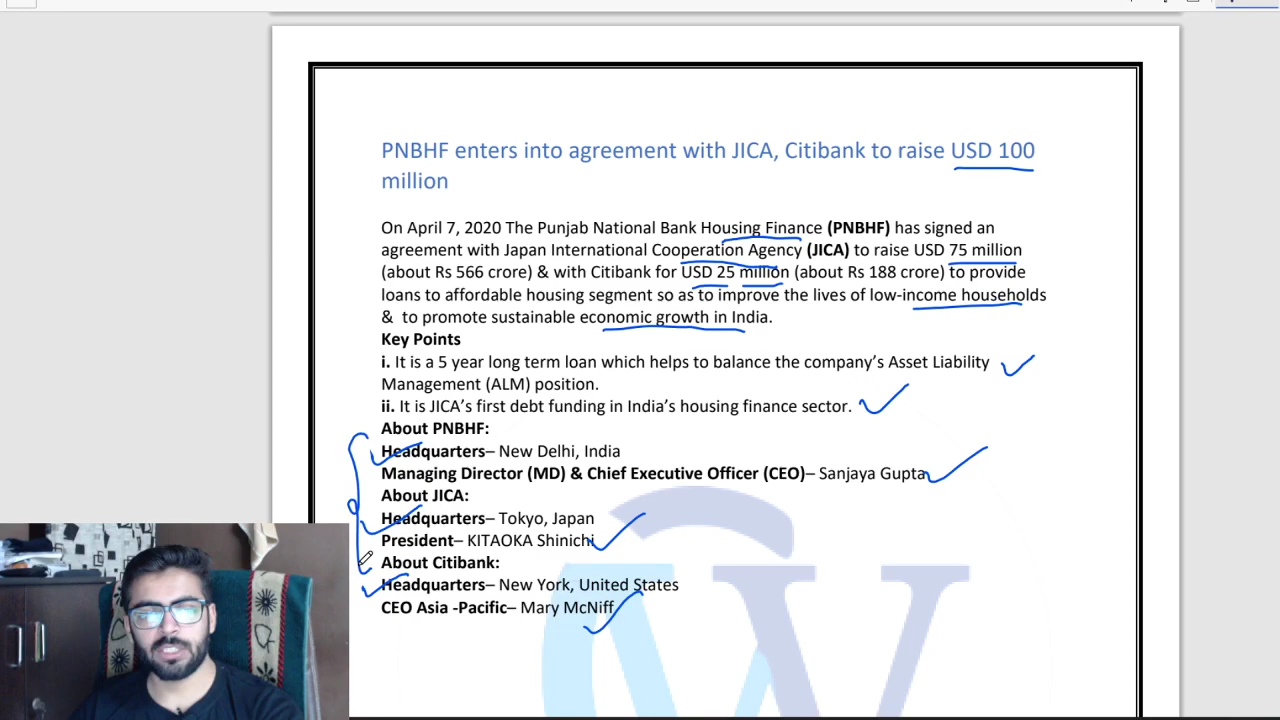 PNBHF enters into agreement with JICA, Citibank to raise USD 100
million
On April 7, 2020 The Punjab National Bank Housing Finance (PNBHF) has signed an
agreement with Japan International Cooperation Agency (JICA) to raise USD 75 million
(about Rs 566 crore) & with Citibank for USD 25 million (about Rs 188 crore) to provide
loans to affordable housing segment so as to improve the lives of low-income households
& to promote sustainable economic growth in India.
Key Points
i. It is a 5 year long term loan which helps to balance the company's Asset Liability
Management (ALM) position.
ii. It is JICA's first debt funding in India's housing finance sector.
About PNBHF:
Headquarters– New Delhi, India
Managing Director (MD) & Chief Executive Officer (CEO)– Sanjaya Gupta
About JICA:
Headquarters– Tokyo, Japan
President– KITAOKA Shinichi
About Citibank:
Headquarters– New York, United States
CEO Asia -Pacific– Mary McNiff